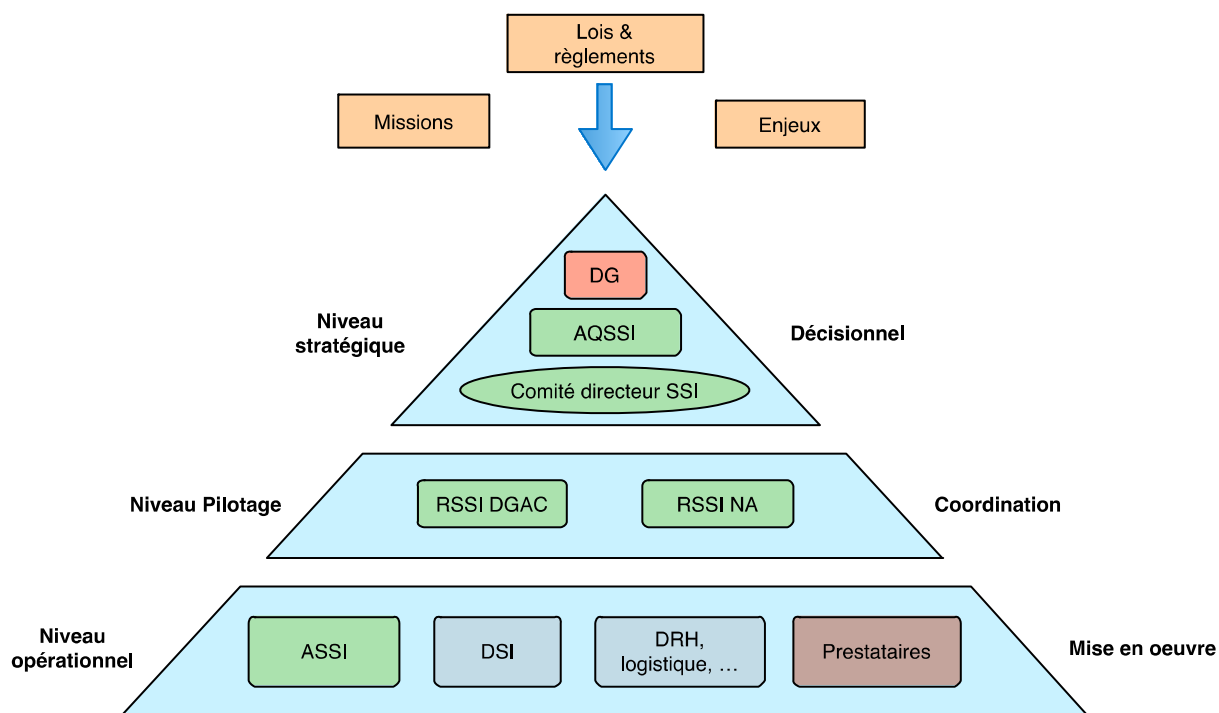 Lois &
règlements
Missions
Enjeux
DG
Niveau
stratégique
AQSSI
Décisionnel
Comité directeur SSI
Niveau Pilotage
RSSI DGAC
RSSI NA
Coordination
Niveau
opérationnel
ASSI
DSI
DRH,
logistique, ...
Prestataires
Mise en oeuvre